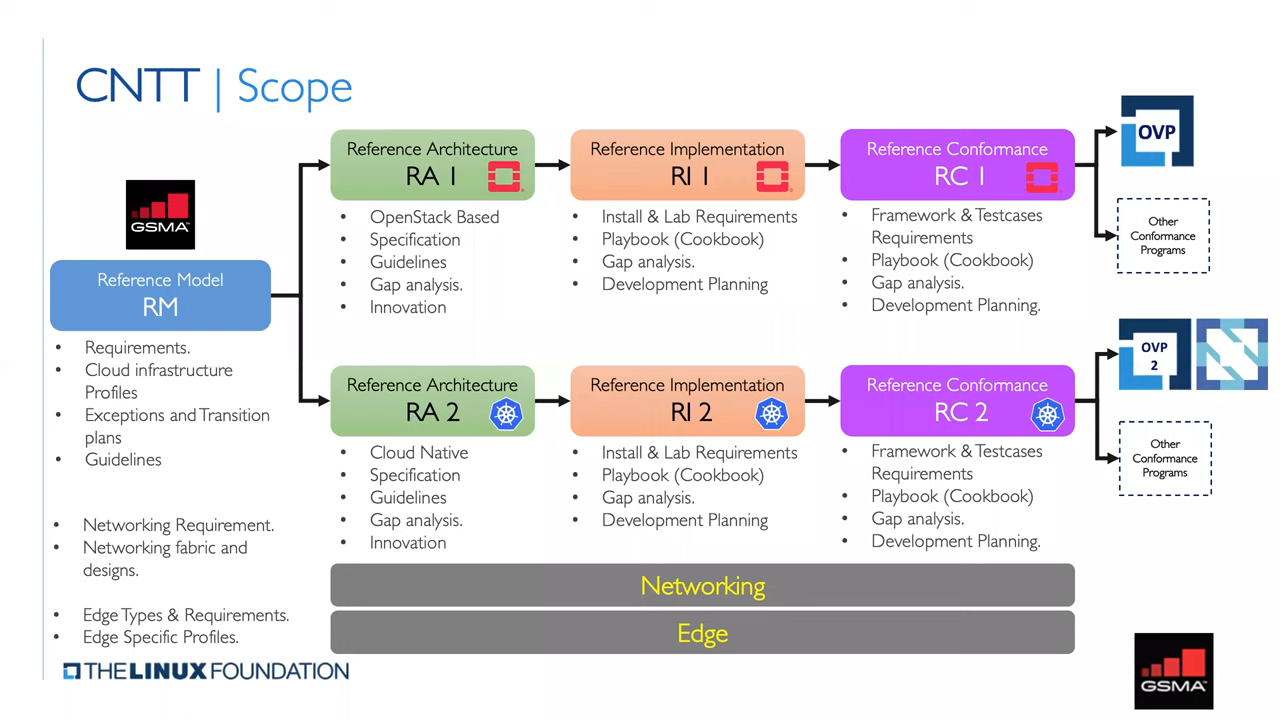 CNTT | Scope
GSMA™
Reference Model
RM
• Requirements.
• Cloud infrastructure
Profiles
• Exceptions and Transition
plans
• Guidelines
• Networking Requirement.
• Networking fabric and
designs.
• Edge Types & Requirements.
• Edge Specific Profiles.
Reference Architecture
RA 1
• OpenStack Based
• Specification
• Guidelines
• Gap analysis.
• Innovation
Reference Implementation
RI 1
• Install & Lab Requirements
• Playbook (Cookbook)
• Gap analysis.
• Development Planning
Reference Conformance
RC 1
• Framework & Testcases
Requirements
• Playbook (Cookbook)
• Gap analysis.
• Development Planning.
OVP
Other
Conformance
Programs
Reference Architecture
RA 2
• Cloud Native
• Specification
• Guidelines
• Gap analysis.
• Innovation
Reference Implementation
RI 2
• Install & Lab Requirements
• Playbook (Cookbook)
• Gap analysis.
• Development Planning
Reference Conformance
RC 2
• Framework & Testcases
Requirements
• Playbook (Cookbook)
• Gap analysis.
• Development Planning.
OVP
2
Other
Conformance
Programs
Networking
Edge
THE LINUX FOUNDATION
GSMA™